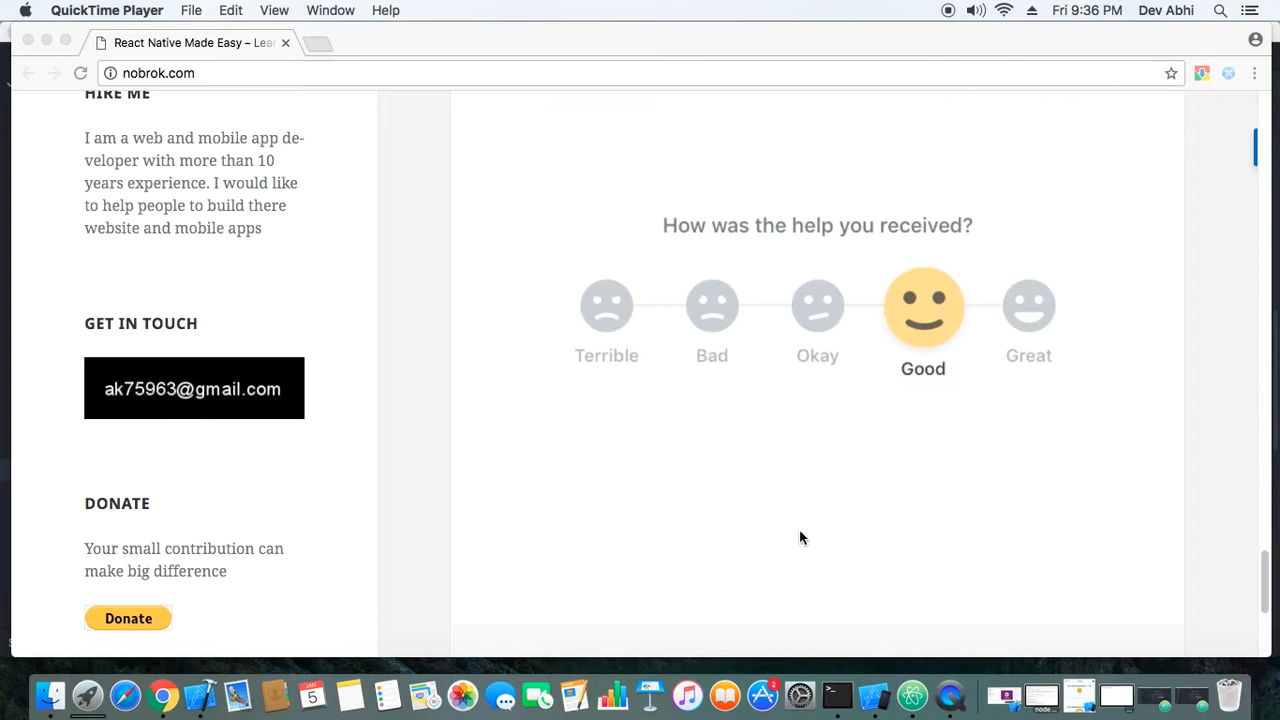 QuickTime Player File Edit View Window Help Fri 9:36 PM Dev Abhi
React Native Made Easy – Lea
nobrok.com
HIRE ME
I am a web and mobile app de-
veloper with more than 10
years experience. I would like
to help people to build there
website and mobile apps
GET IN TOUCH
ak75963@gmail.com
DONATE
Your small contribution can
make big difference
Donate
How was the help you received?
Terrible Bad Okay Good Great
JAN
5
2